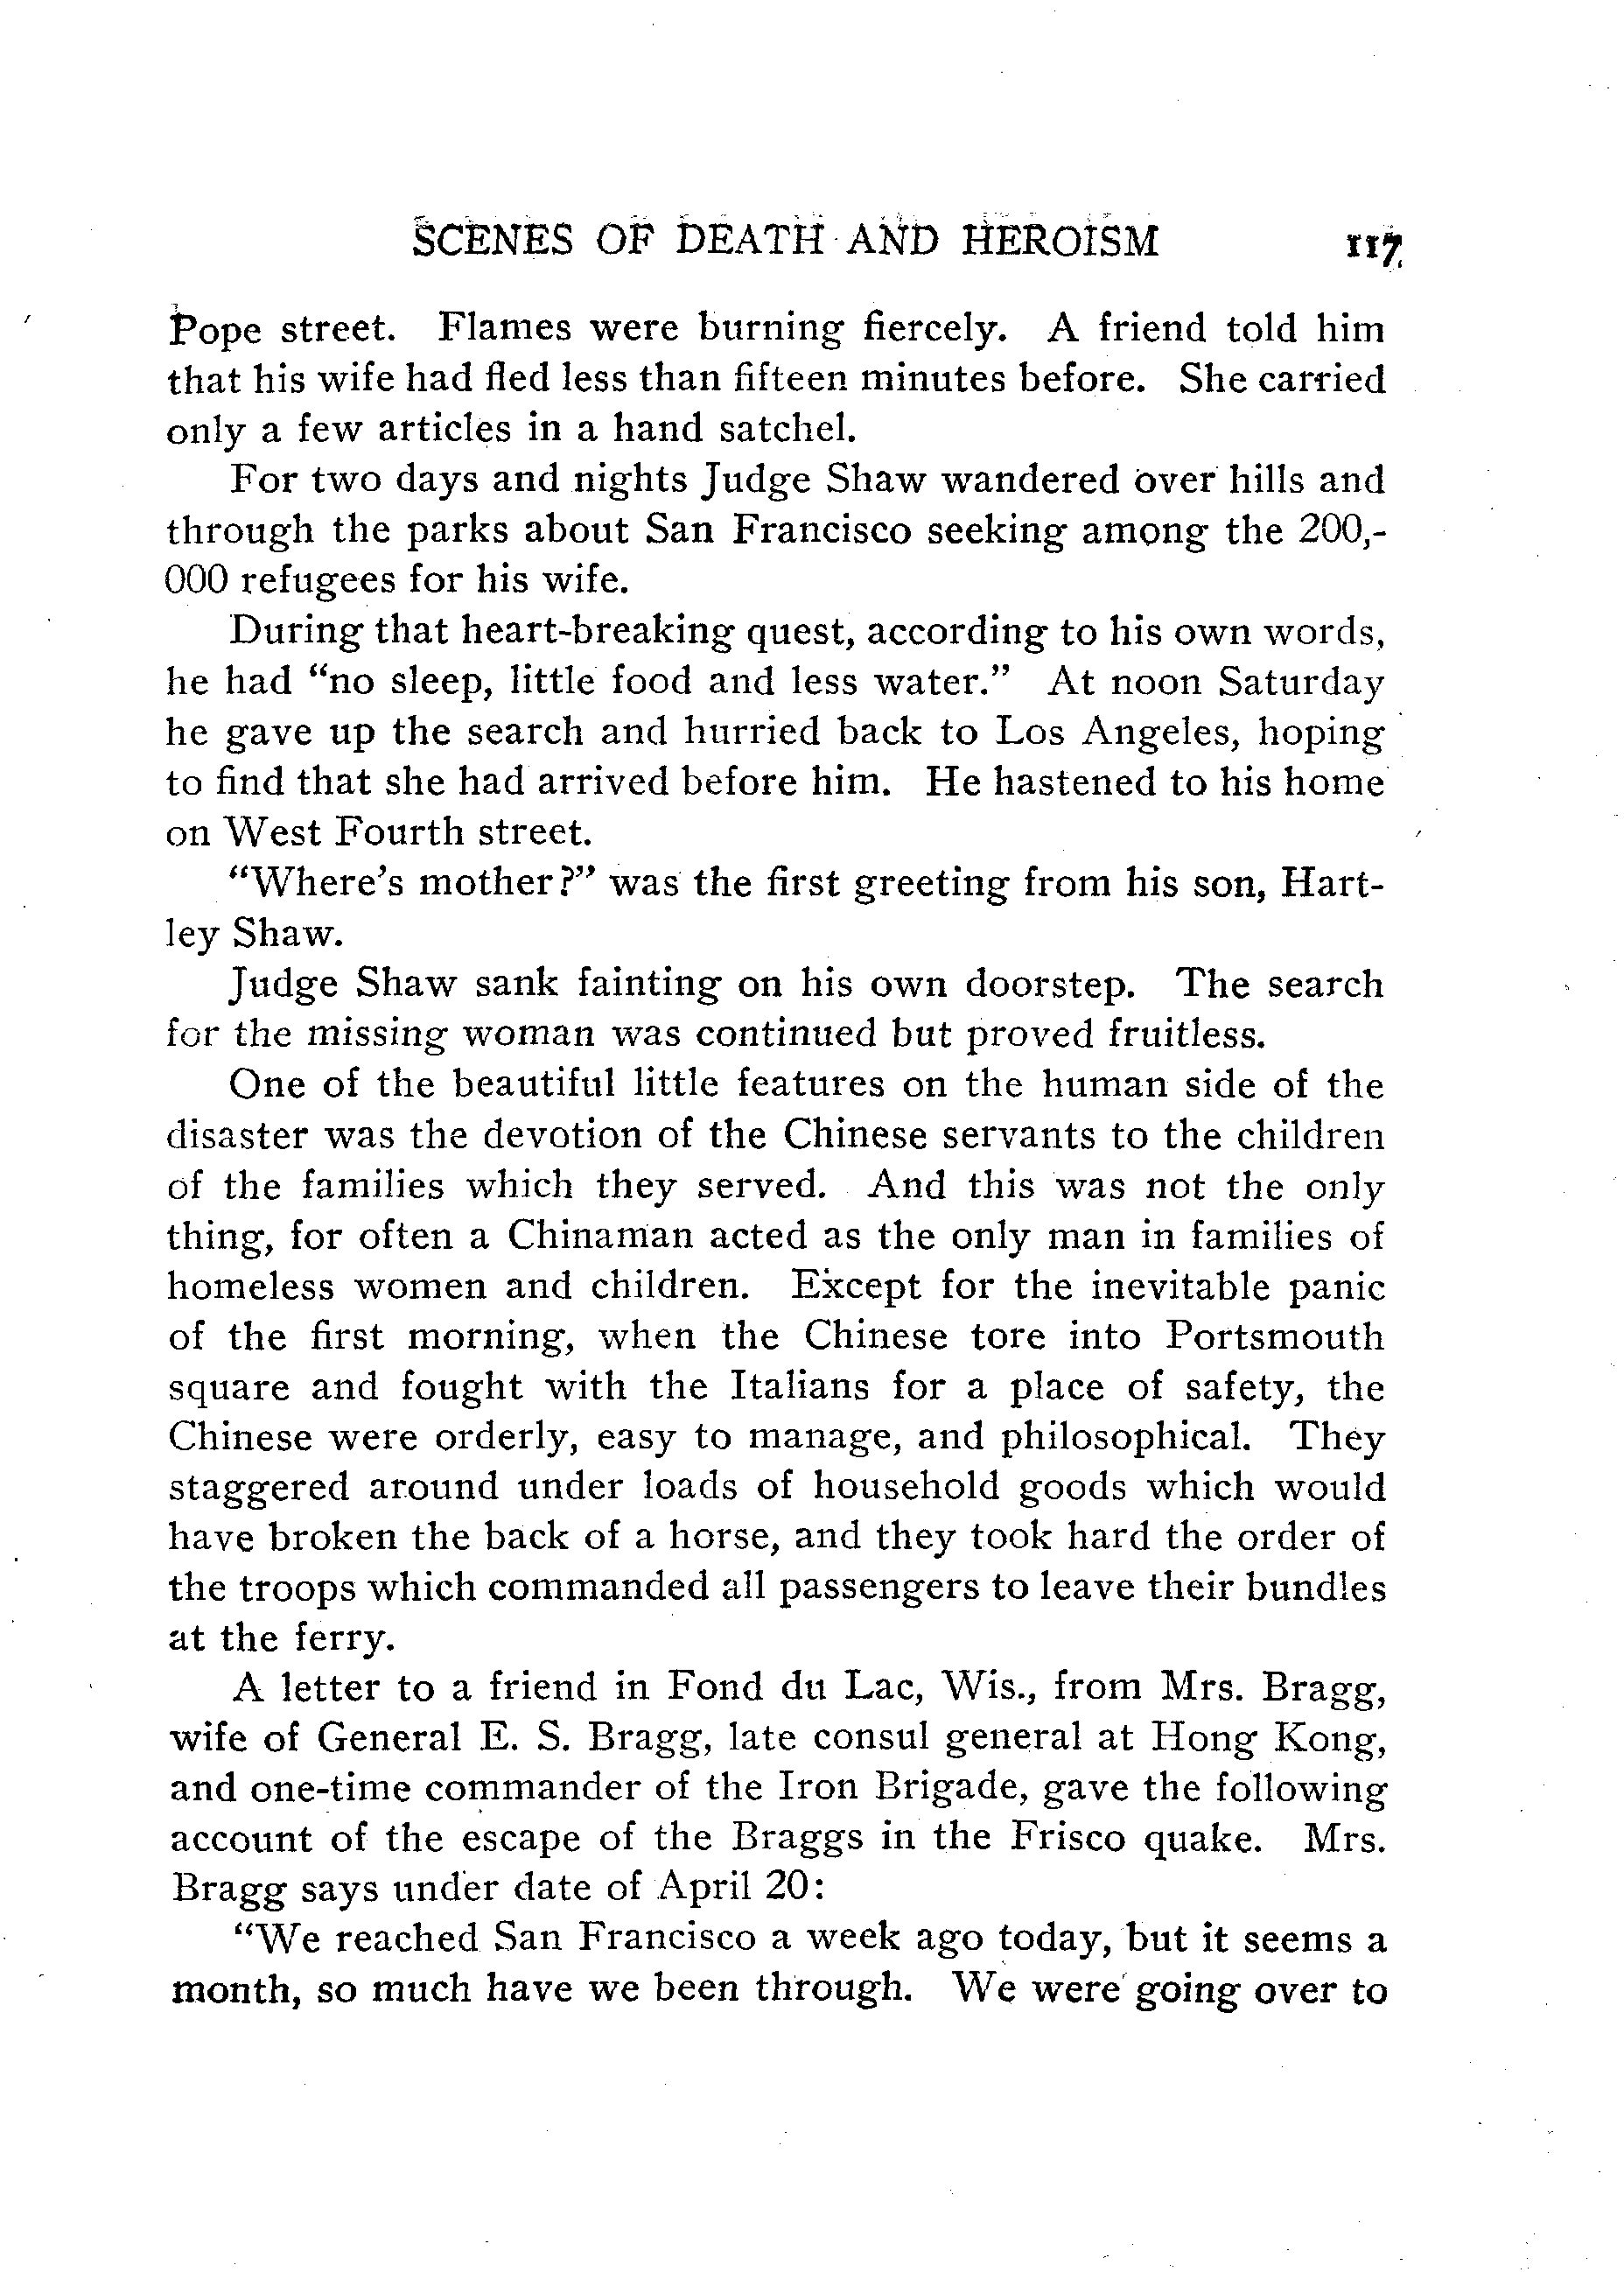 SCENES OF DEATH AND HEROISM 117
Pope street. Flames were burning fiercely. A friend told him
that his wife had fled less than fifteen minutes before. She carried
only a few articles in a hand satchel.
For two days and nights Judge Shaw wandered over hills and
through the parks about San Francisco seeking among the 200,-
000 refugees for his wife.
During that heart-breaking quest, according to his own words,
he had “no sleep, little food and less water.” At noon Saturday
he gave up the search and hurried back to Los Angeles, hoping
to find that she had arrived before him. He hastened to his home
on West Fourth street.
“Where's mother?” was the first greeting from his son, Hart-
ley Shaw.
Judge Shaw sank fainting on his own doorstep. The search
for the missing woman was continued but proved fruitless.
One of the beautiful little features on the human side of the
disaster was the devotion of the Chinese servants to the children
of the families which they served. And this was not the only
thing, for often a Chinaman acted as the only man in families of
homeless women and children. Except for the inevitable panic
of the first morning, when the Chinese tore into Portsmouth
square and fought with the Italians for a place of safety, the
Chinese were orderly, easy to manage, and philosophical. They
staggered around under loads of household goods which would
have broken the back of a horse, and they took hard the order of
the troops which commanded all passengers to leave their bundles
at the ferry.
A letter to a friend in Fond du Lac, Wis., from Mrs. Bragg,
wife of General E. S. Bragg, late consul general at Hong Kong,
and one-time commander of the Iron Brigade, gave the following
account of the escape of the Braggs in the Frisco quake. Mrs.
Bragg says under date of April 20:
“We reached San Francisco a week ago today, but it seems a
month, so much have we been through. We were going over to